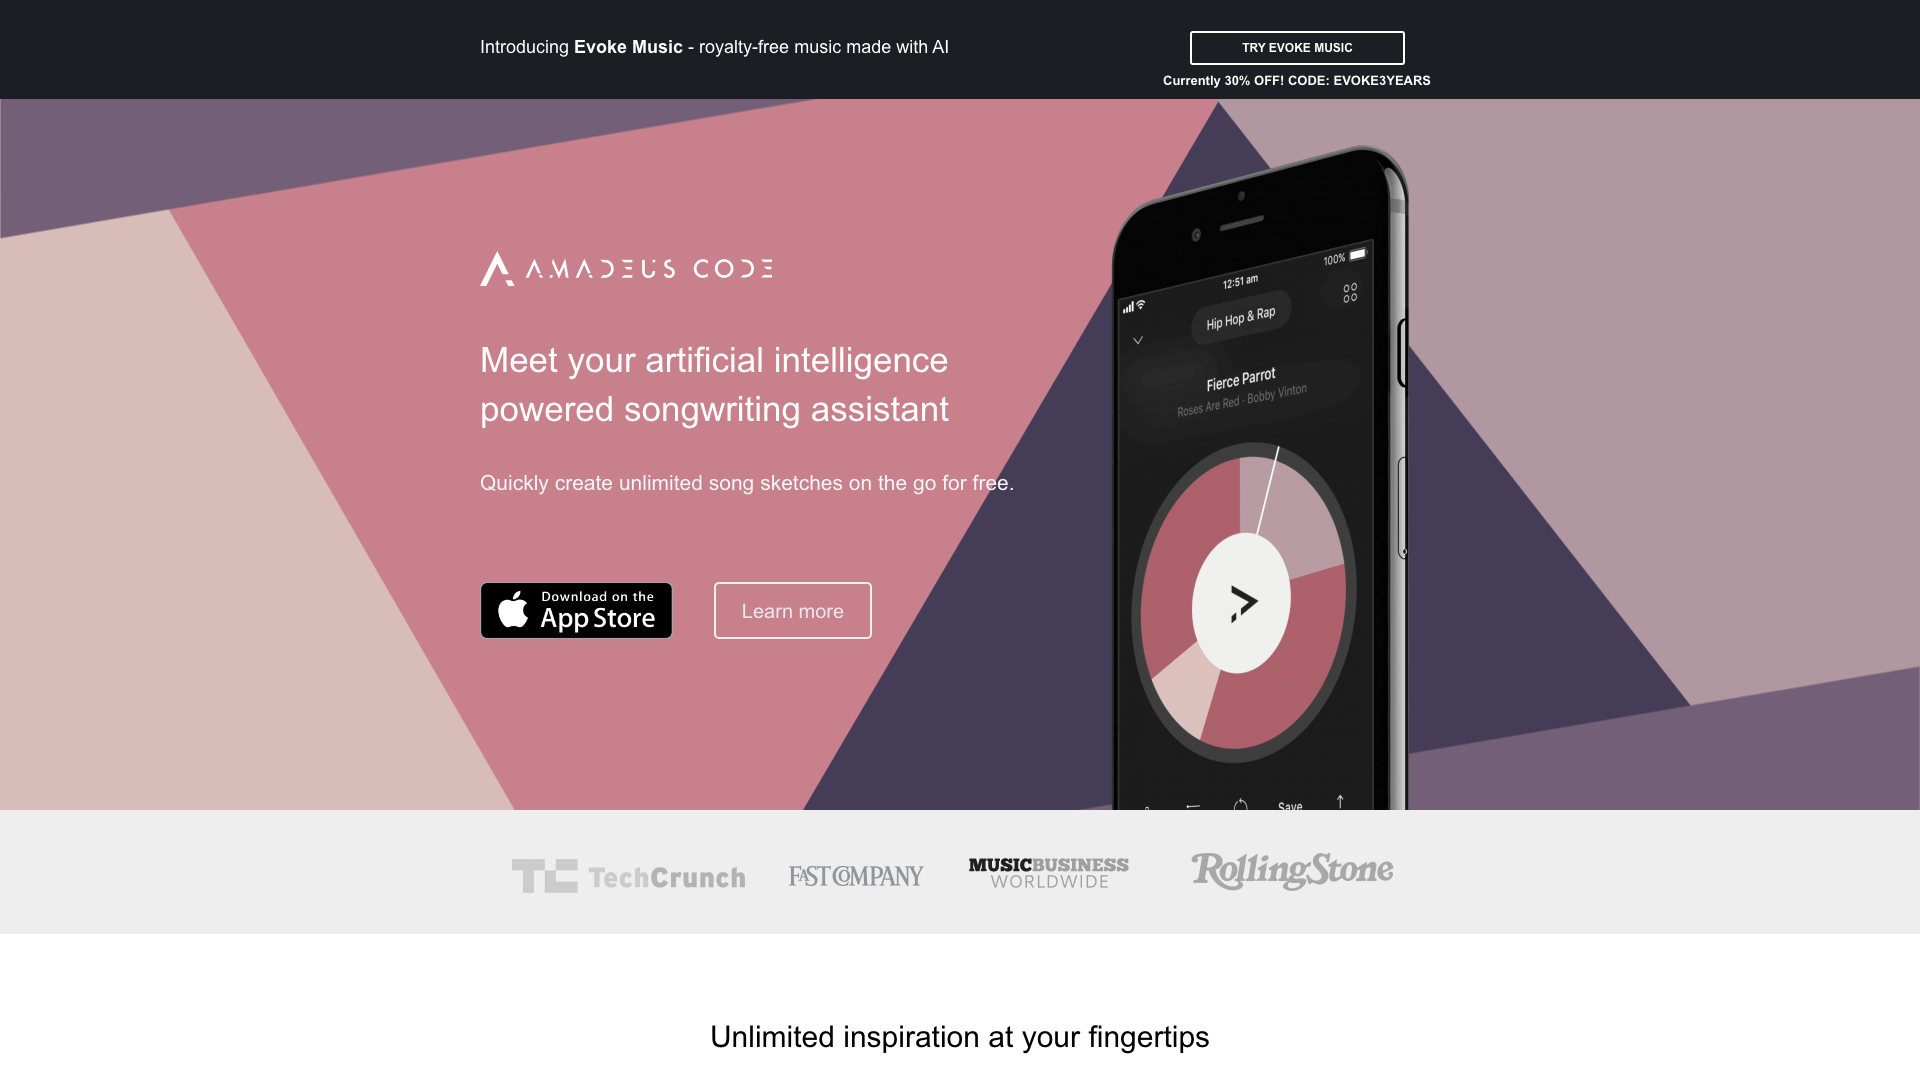 Introducing Evoke Music - royalty-free music made with AI
TRY EVOKE MUSIC
Currently 30% OFF! CODE: EVOKE3YEARS
AMADEUS CODE
Meet your artificial intelligence
powered songwriting assistant
Quickly create unlimited song sketches on the go for free.
Download on the
App Store
Learn more
100%
12:51 am
Hip Hop & Rap
Fierce Parrot
Roses Are Red · Bobby Vinton
Save
TC TechCrunch
FAST COMPANY
MUSIC BUSINESS
WORLDWIDE
RollingStone
Unlimited inspiration at your fingertips